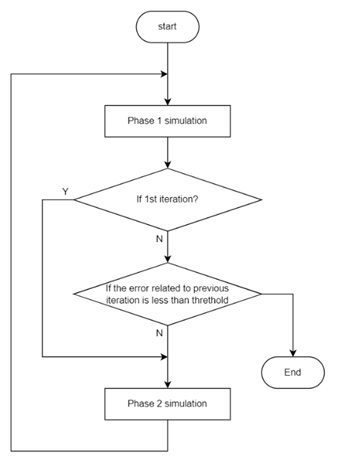 start
Phase 1 simulation
Y
If 1st iteration?
N
If the error related to previous
iteration is less than threthold
N
End
Phase 2 simulation